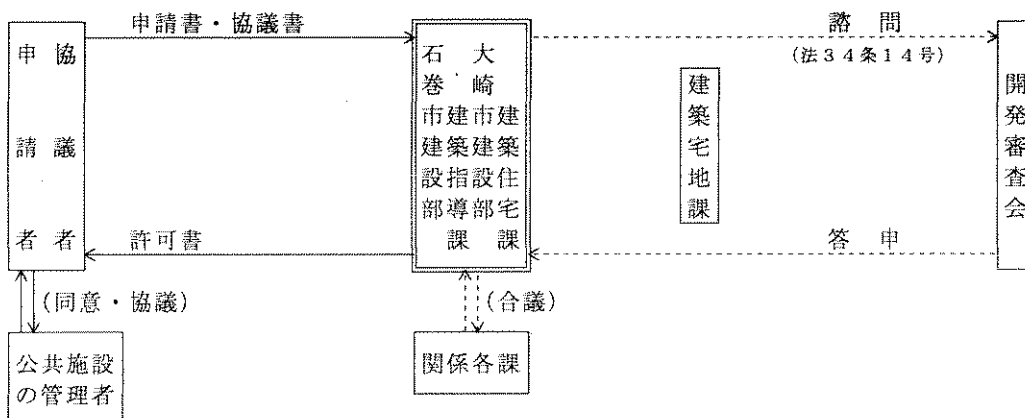 申請書・協議書
諮問
(法34条14号)
申請者
協議者
石巻市建設部
建築指導課
大崎市建設部
建築住宅課
建築宅地課
開発審査会
許可書
答申
(同意・協議)
(合議)
公共施設
の管理者
関係各課